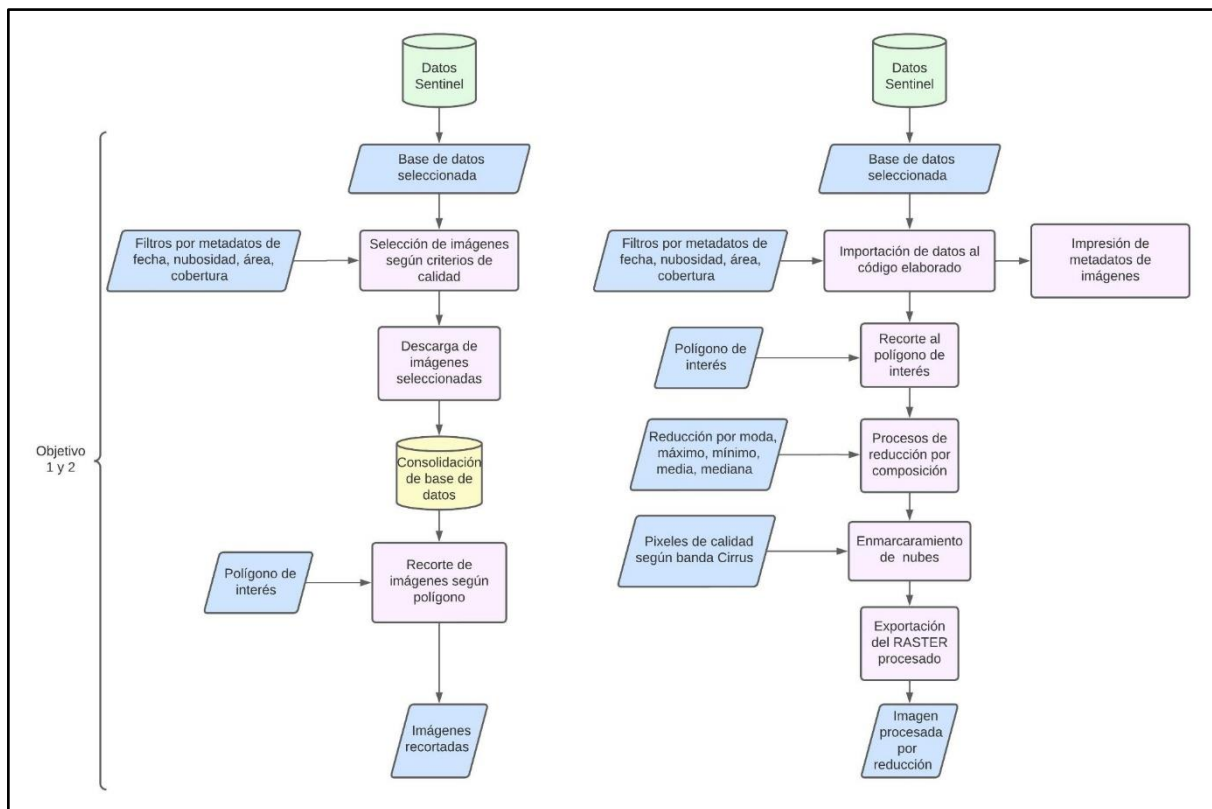 Objetivo
1 y 2
Datos
Sentinel
Base de datos
seleccionada
Filtros por metadatos de
fecha, nubosidad, área,
cobertura
Selección de imágenes
según criterios de
calidad
Descarga de
imágenes
seleccionadas
Consolidación
de base de
datos
Polígono de
interés
Recorte de
imágenes según
polígono
Imágenes
recortadas
Datos
Sentinel
Base de datos
seleccionada
Filtros por metadatos de
fecha, nubosidad, área,
cobertura
Importación de datos al
código elaborado
Impresión de
metadatos de
imágenes
Polígono de
interés
Recorte al
polígono de
interés
Reducción por moda,
máximo, mínimo,
media, mediana
Procesos de
reducción por
composición
Pixeles de calidad
según banda Cirrus
Enmarcaramiento
de nubes
Exportación
del RASTER
procesado
Imagen
procesada
por
reducción